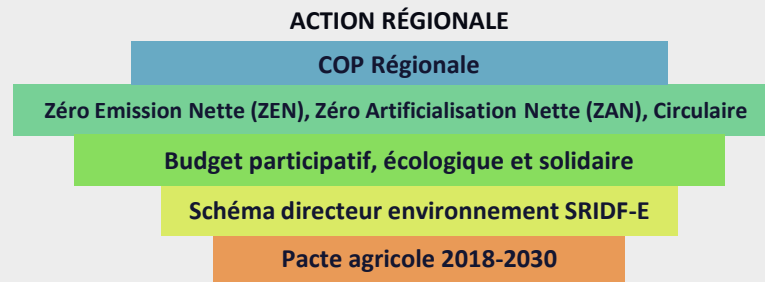 ACTION RÉGIONALE
COP Régionale
Zéro Emission Nette (ZEN), Zéro Artificialisation Nette (ZAN), Circulaire
Budget participatif, écologique et solidaire
Schéma directeur environnement SRIDF-E
Pacte agricole 2018-2030